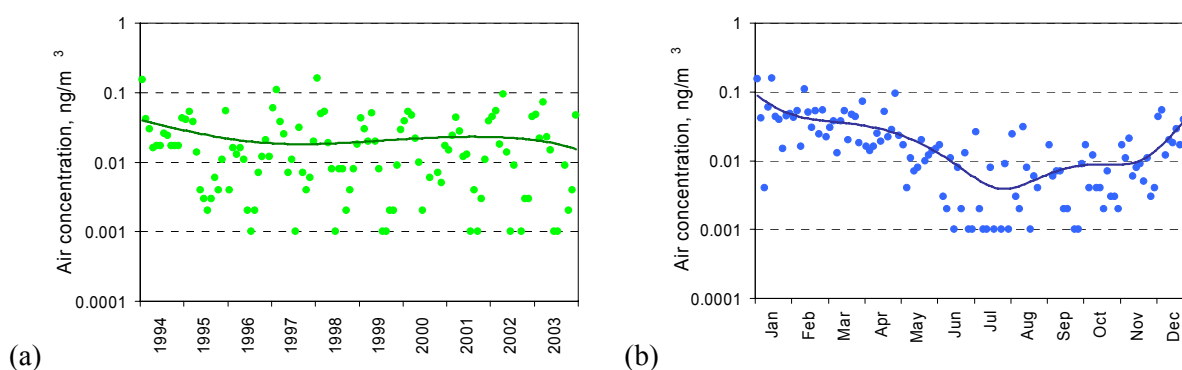 Air concentration, ng/m 3
1
0.1
0.01
0.001
0.0001
1994
1995
1996
1997
1998
1999
2000
2001
2002
2003
(a)
Air concentration, ng/m 3
1
0.1
0.01
0.001
0.0001
Jan
Feb
Mar
Apr
May
Jun
Jul
Aug
Sep
Oct
Nov
Dec
(b)